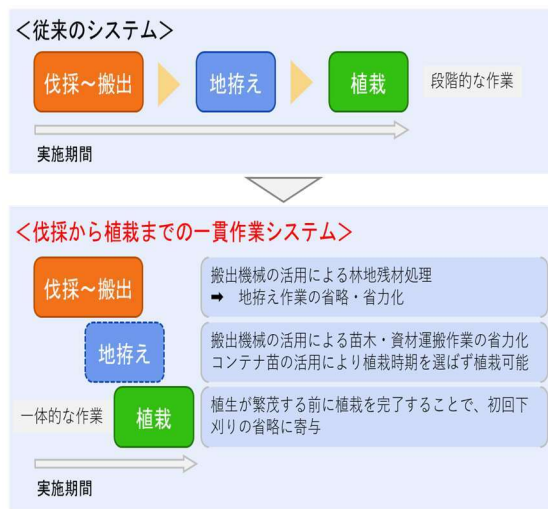 ＜従来のシステム＞
伐採～搬出
地拵え
植栽
段階的な作業
実施期間
＜伐採から植栽までの一貫作業システム＞
伐採～搬出
搬出機械の活用による林地残材処理
➡ 地拵え作業の省略・省力化
地拵え
搬出機械の活用による苗木・資材運搬作業の省力化
コンテナ苗の活用により植栽時期を選ばず植栽可能
一体的な作業
植栽
植生が繁茂する前に植栽を完了することで、初回下
刈りの省略に寄与
実施期間